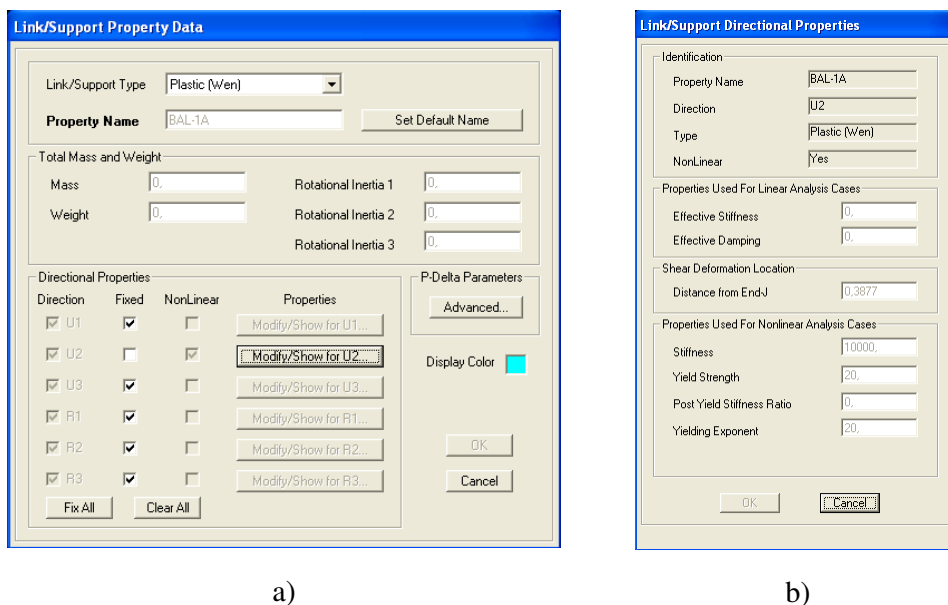 Link/Support Property Data
Link/Support Type Plastic (Wen)
Property Name BAL-1A Set Default Name
Total Mass and Weight
Mass 0, Rotational Inertia 1 0,
Weight 0, Rotational Inertia 2 0,
Rotational Inertia 3 0,
Directional Properties
Direction Fixed NonLinear Properties
U1 Modify/Show for U1...
U2 Modify/Show for U2...
U3 Modify/Show for U3...
R1 Modify/Show for R1...
R2 Modify/Show for R2...
R3 Modify/Show for R3...
Fix All Clear All
P-Delta Parameters
Advanced...
Display Color
OK
Cancel
a)
Link/Support Directional Properties
Identification
Property Name BAL-1A
Direction U2
Type Plastic (Wen)
NonLinear Yes
Properties Used For Linear Analysis Cases
Effective Stiffness 0,
Effective Damping 0,
Shear Deformation Location
Distance from End-J 0,3877
Properties Used For Nonlinear Analysis Cases
Stiffness 10000,
Yield Strength 20,
Post Yield Stiffness Ratio 0,
Yielding Exponent 20,
OK Cancel
b)